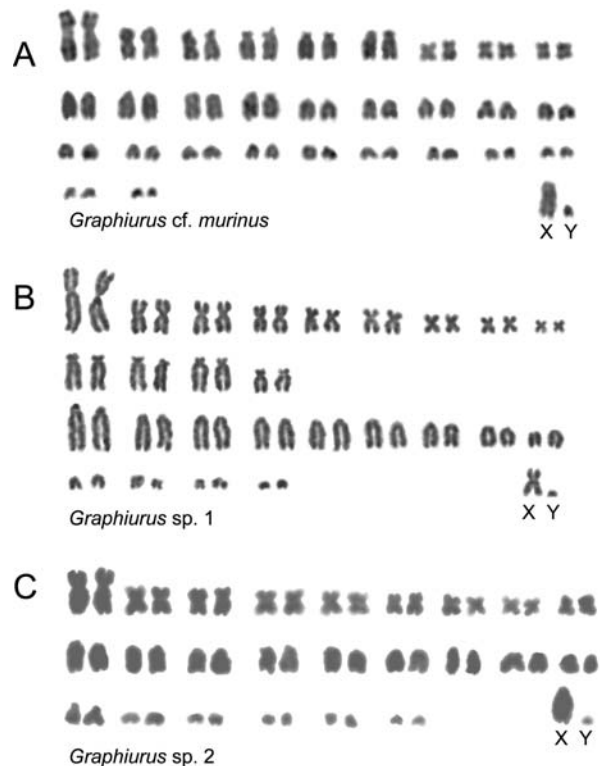 A
X Y
Graphiurus cf. murinus
B
X Y
Graphiurus sp. 1
C
X Y
Graphiurus sp. 2